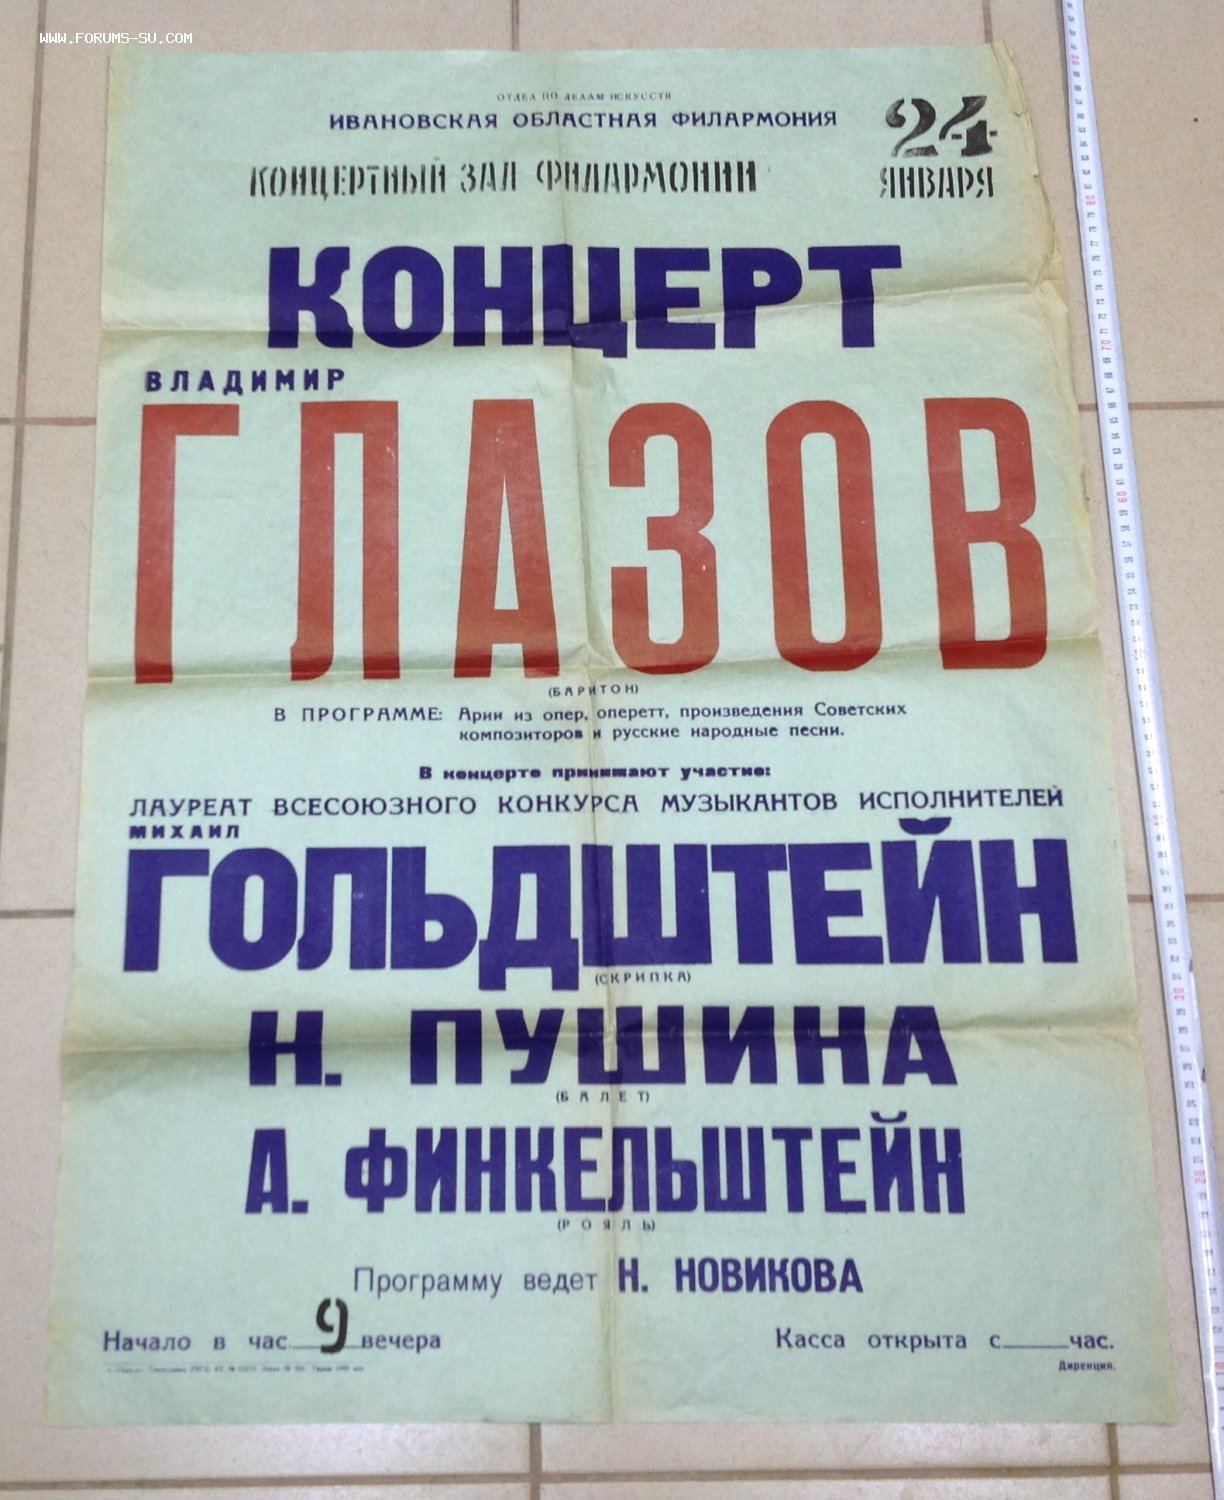 www.forums-su.com
ОТДЕЛ ПО ДЕЛАМ ИСКУССТВ
ИВАНОВСКАЯ ОБЛАСТНАЯ ФИЛАРМОНИЯ
24
КОНЦЕРТНЫЙ ЗАЛ ФИЛАРМОНИИ
ЯНВАРЯ
КОНЦЕРТ
ВЛАДИМИР
ГЛАЗОВ
(БАРИТОН)
В ПРОГРАММЕ: Арии из опер, оперетт, произведения Советских
композиторов и русские народные песни.
В концерте принимают участие:
ЛАУРЕАТ ВСЕСОЮЗНОГО КОНКУРСА МУЗЫКАНТОВ ИСПОЛНИТЕЛЕЙ
МИХАИЛ
ГОЛЬДШТЕЙН
(СКРИПКА)
Н. ПУШИНА
(БАЛЕТ)
А. ФИНКЕЛЬШТЕЙН
(РОЯЛЬ)
Программу ведет Н. НОВИКОВА
Начало в час. 9 вечера
Касса открыта с______час.
Дирекция.